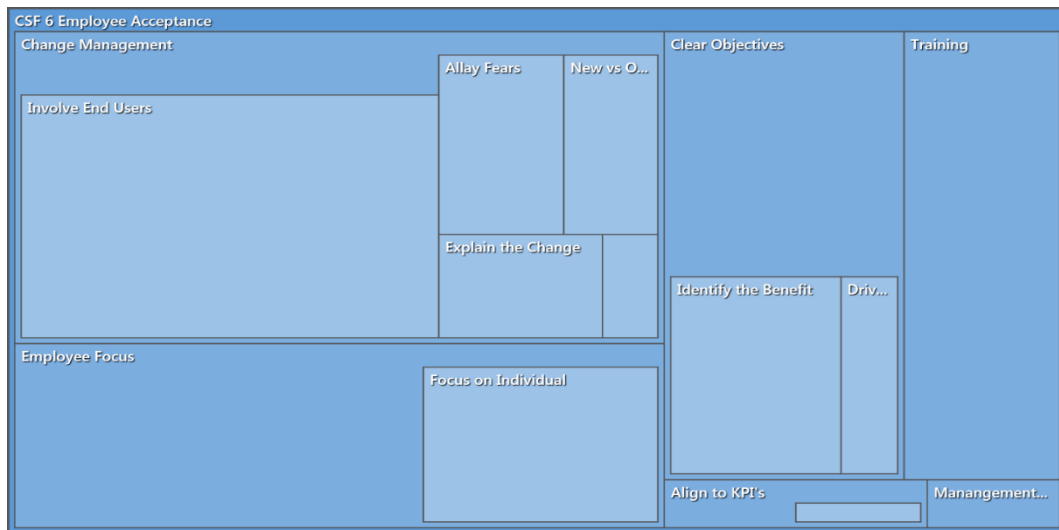 CSF 6 Employee Acceptance
Change Management
Involve End Users
Allay Fears
New vs O...
Explain the Change
Employee Focus
Focus on Individual
Clear Objectives
Identify the Benefit
Driv...
Training
Align to KPI's
Manangement...